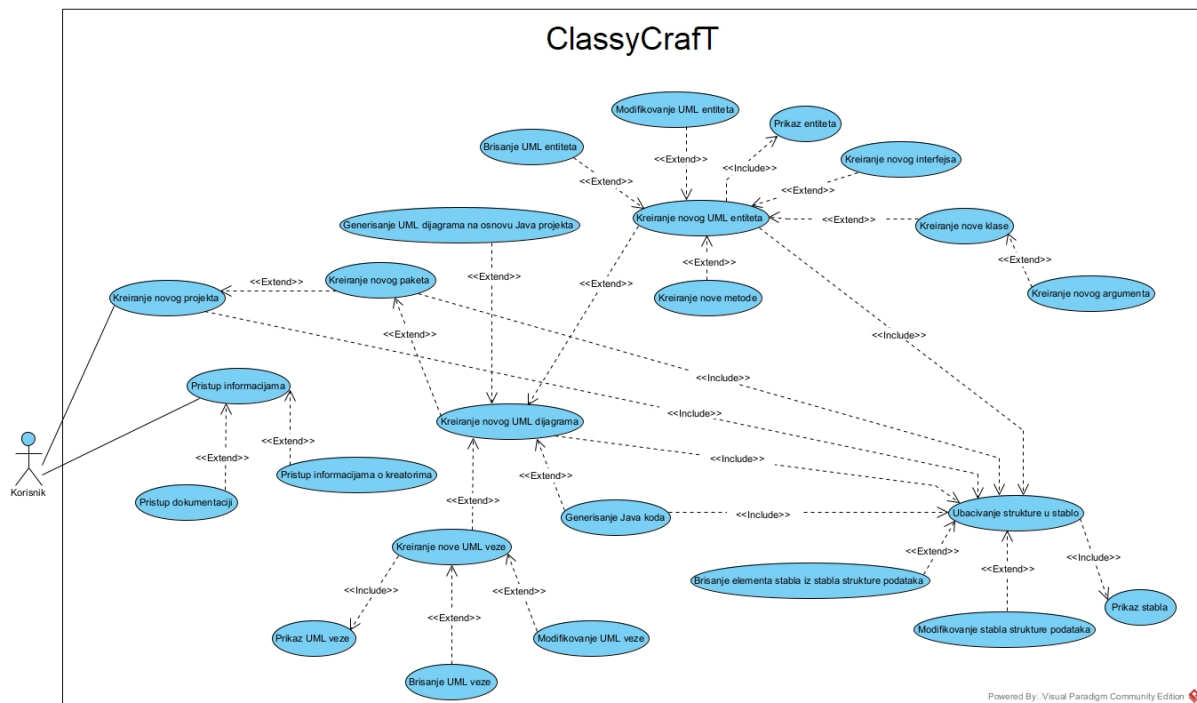 ClassyCrafT
Modifikovanje UML entiteta
Prikaz entiteta
Brisanje UML entiteta
<<Extend>>
<<Include>>
Kreiranje novog interfejsa
<<Extend>>
<<Extend>>
Kreiranje novog UML entiteta
<<Extend>>
Kreiranje nove klase
Generisanje UML dijagrama na osnovu Java projekta
<<Extend>>
<<Extend>>
<<Extend>>
<<Extend>>
<<Extend>>
Kreiranje novog paketa
Kreiranje novog projekta
Kreiranje nove metode
Kreiranje novog argumenta
<<Extend>>
<<Include>>
<<Include>>
Pristup informacijama
<<Include>>
Kreiranje novog UML dijagrama
<<Extend>>
<<Extend>>
<<Include>>
Korisnik
Pristup informacijama o kreatorima
<<Extend>>
<<Extend>>
Pristup dokumentaciji
Generisanje Java koda
<<Include>>
Ubacivanje strukture u stablo
Kreiranje nove UML veze
<<Extend>>
<<Include>>
<<Extend>>
Brisanje elementa stabla iz stabla strukture podataka
<<Include>>
<<Extend>>
<<Extend>>
Prikaz stabla
Prikaz UML veze
Modifikovanje UML veze
Modifikovanje stabla strukture podataka
Brisanje UML veze
Powered By Visual Paradigm Community Edition